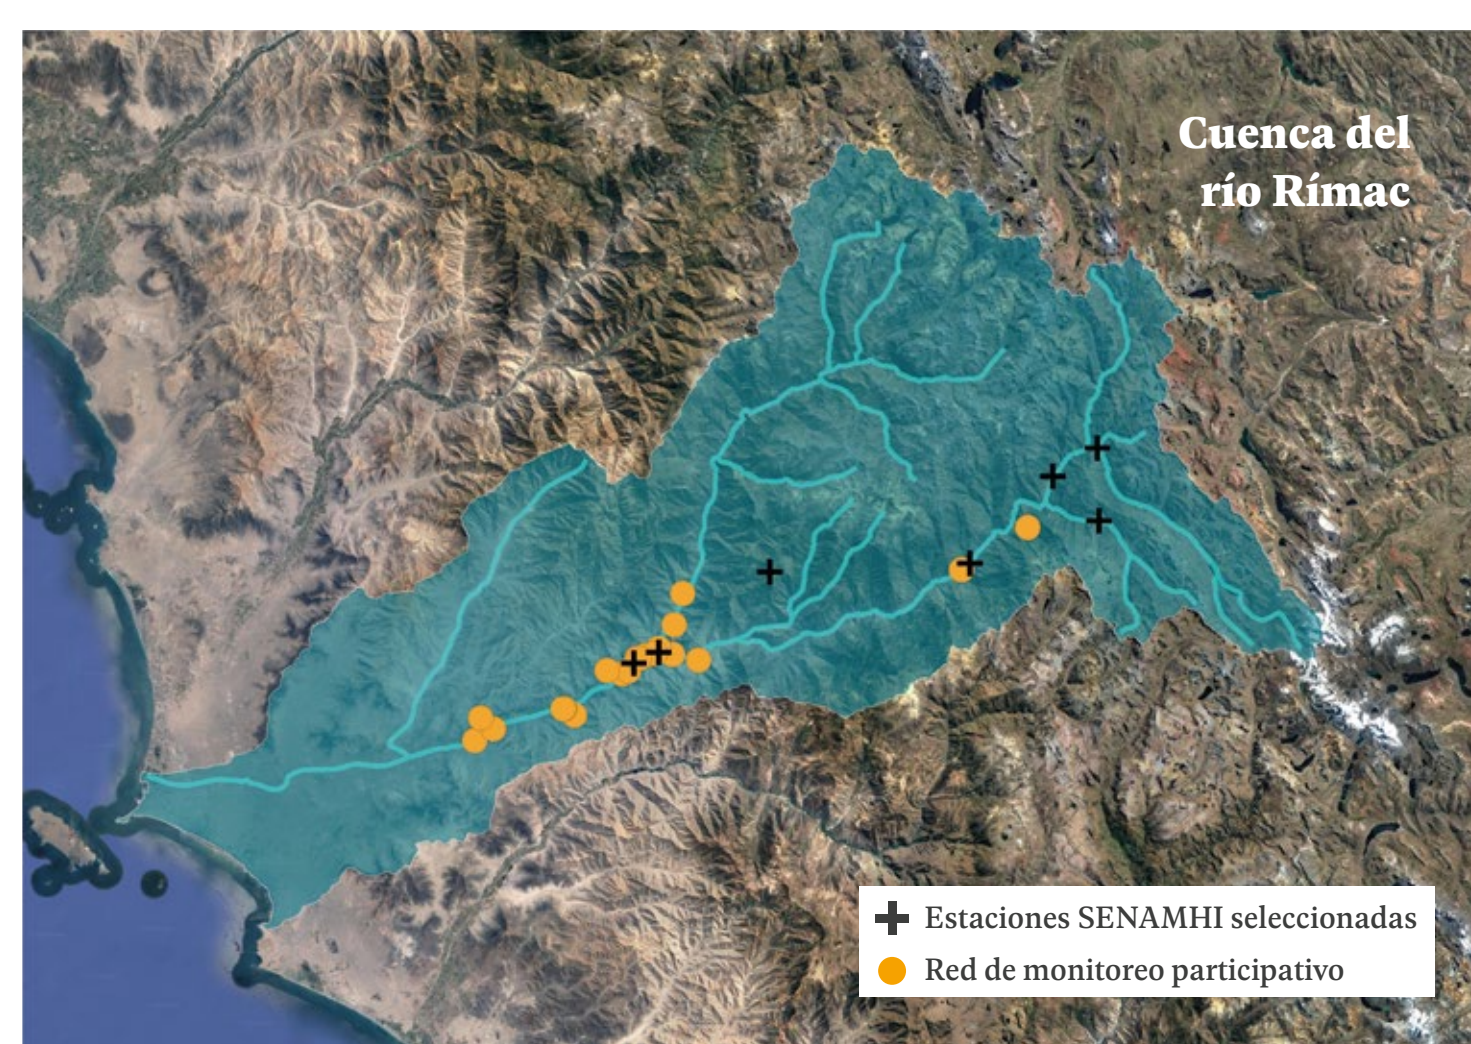 Cuenca del
río Rímac
Estaciones SENAMHI seleccionadas
Red de monitoreo participativo